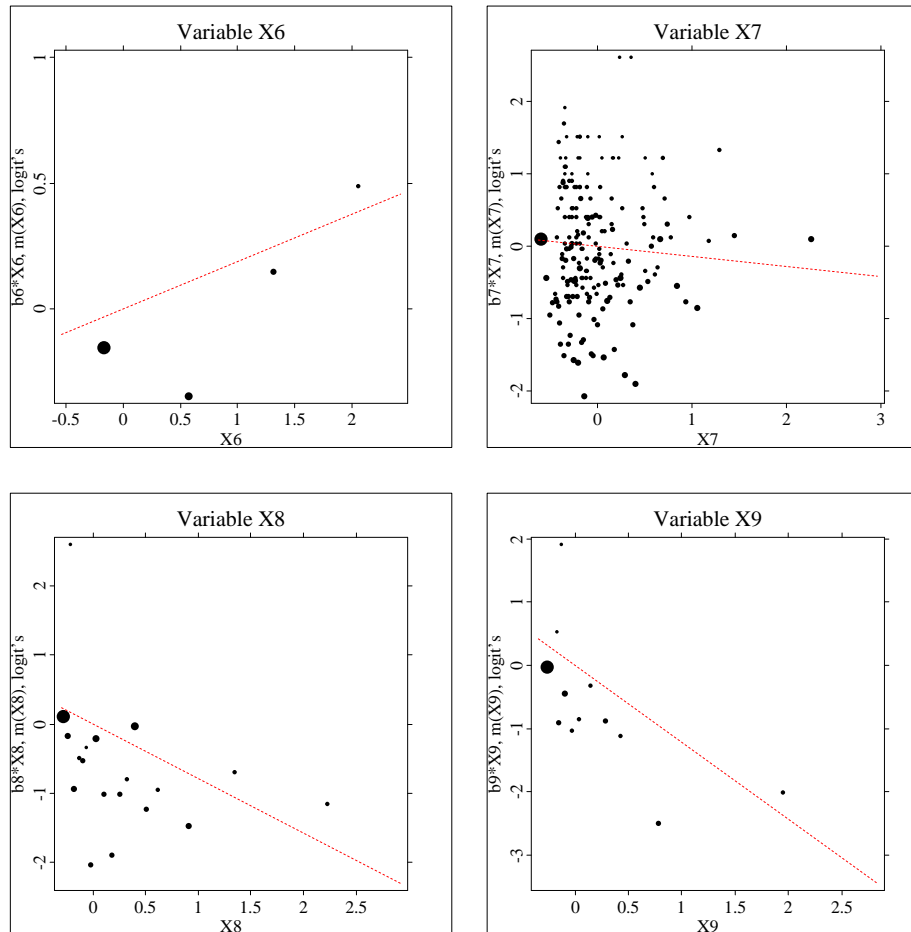 Variable X6
b6*X6, m(X6), logit's
1
0.5
0
-0.5 0 0.5 1 1.5 2
X6
Variable X7
b7*X7, m(X7), logit's
2
1
0
-1
-2
0 1 2 3
X7
Variable X8
b8*X8, m(X8), logit's
2
1
0
-1
-2
0 0.5 1 1.5 2 2.5
X8
Variable X9
b9*X9, m(X9), logit's
2
1
0
-1
-2
-3
0 0.5 1 1.5 2 2.5
X9